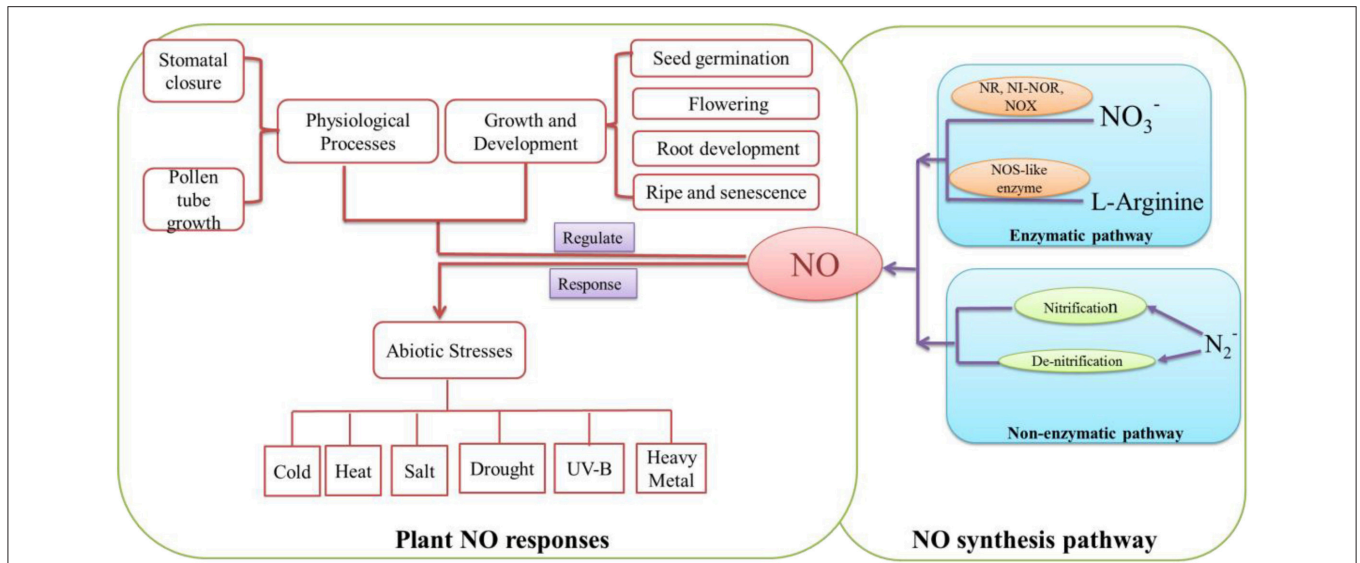 Stomatal
closure
Pollen
tube
growth
Physiological
Processes
Growth and
Development
Seed germination
Flowering
Root development
Ripe and senescence
Regulate
Response
NO
Abiotic Stresses
Cold
Heat
Salt
Drought
UV-B
Heavy
Metal
Plant NO responses
NR, NI-NOR,
NOX
NO₃⁻
NOS-like
enzyme
L-Arginine
Enzymatic pathway
Nitrification
De-nitrification
N₂⁻
Non-enzymatic pathway
NO synthesis pathway